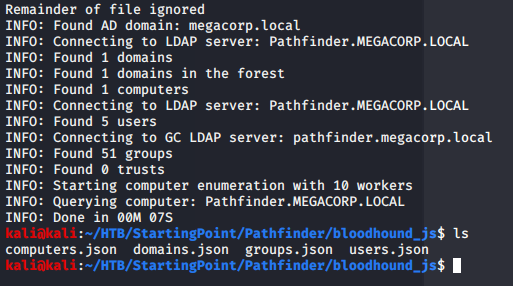 Remainder of file ignored
INFO: Found AD domain: megacorp.local
INFO: Connecting to LDAP server: Pathfinder.MEGACORP.LOCAL
INFO: Found 1 domains
INFO: Found 1 domains in the forest
INFO: Found 1 computers
INFO: Connecting to LDAP server: Pathfinder.MEGACORP.LOCAL
INFO: Found 5 users
INFO: Connecting to GC LDAP server: pathfinder.megacorp.local
INFO: Found 51 groups
INFO: Found 0 trusts
INFO: Starting computer enumeration with 10 workers
INFO: Querying computer: Pathfinder.MEGACORP.LOCAL
INFO: Done in 00M 07S
kali@kali:~/HTB/StartingPoint/Pathfinder/bloodhound_js$ ls
computers.json  domains.json  groups.json  users.json
kali@kali:~/HTB/StartingPoint/Pathfinder/bloodhound_js$